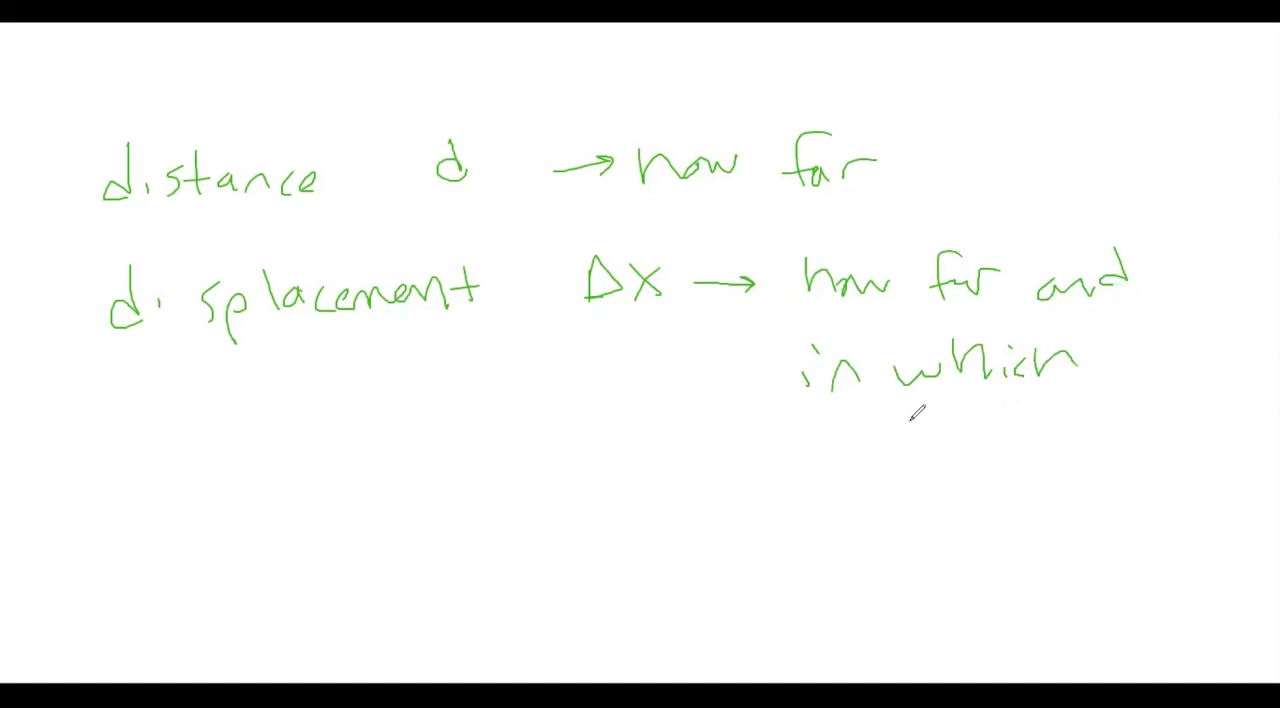 distance d → how far
displacement Δx → how far and
in which